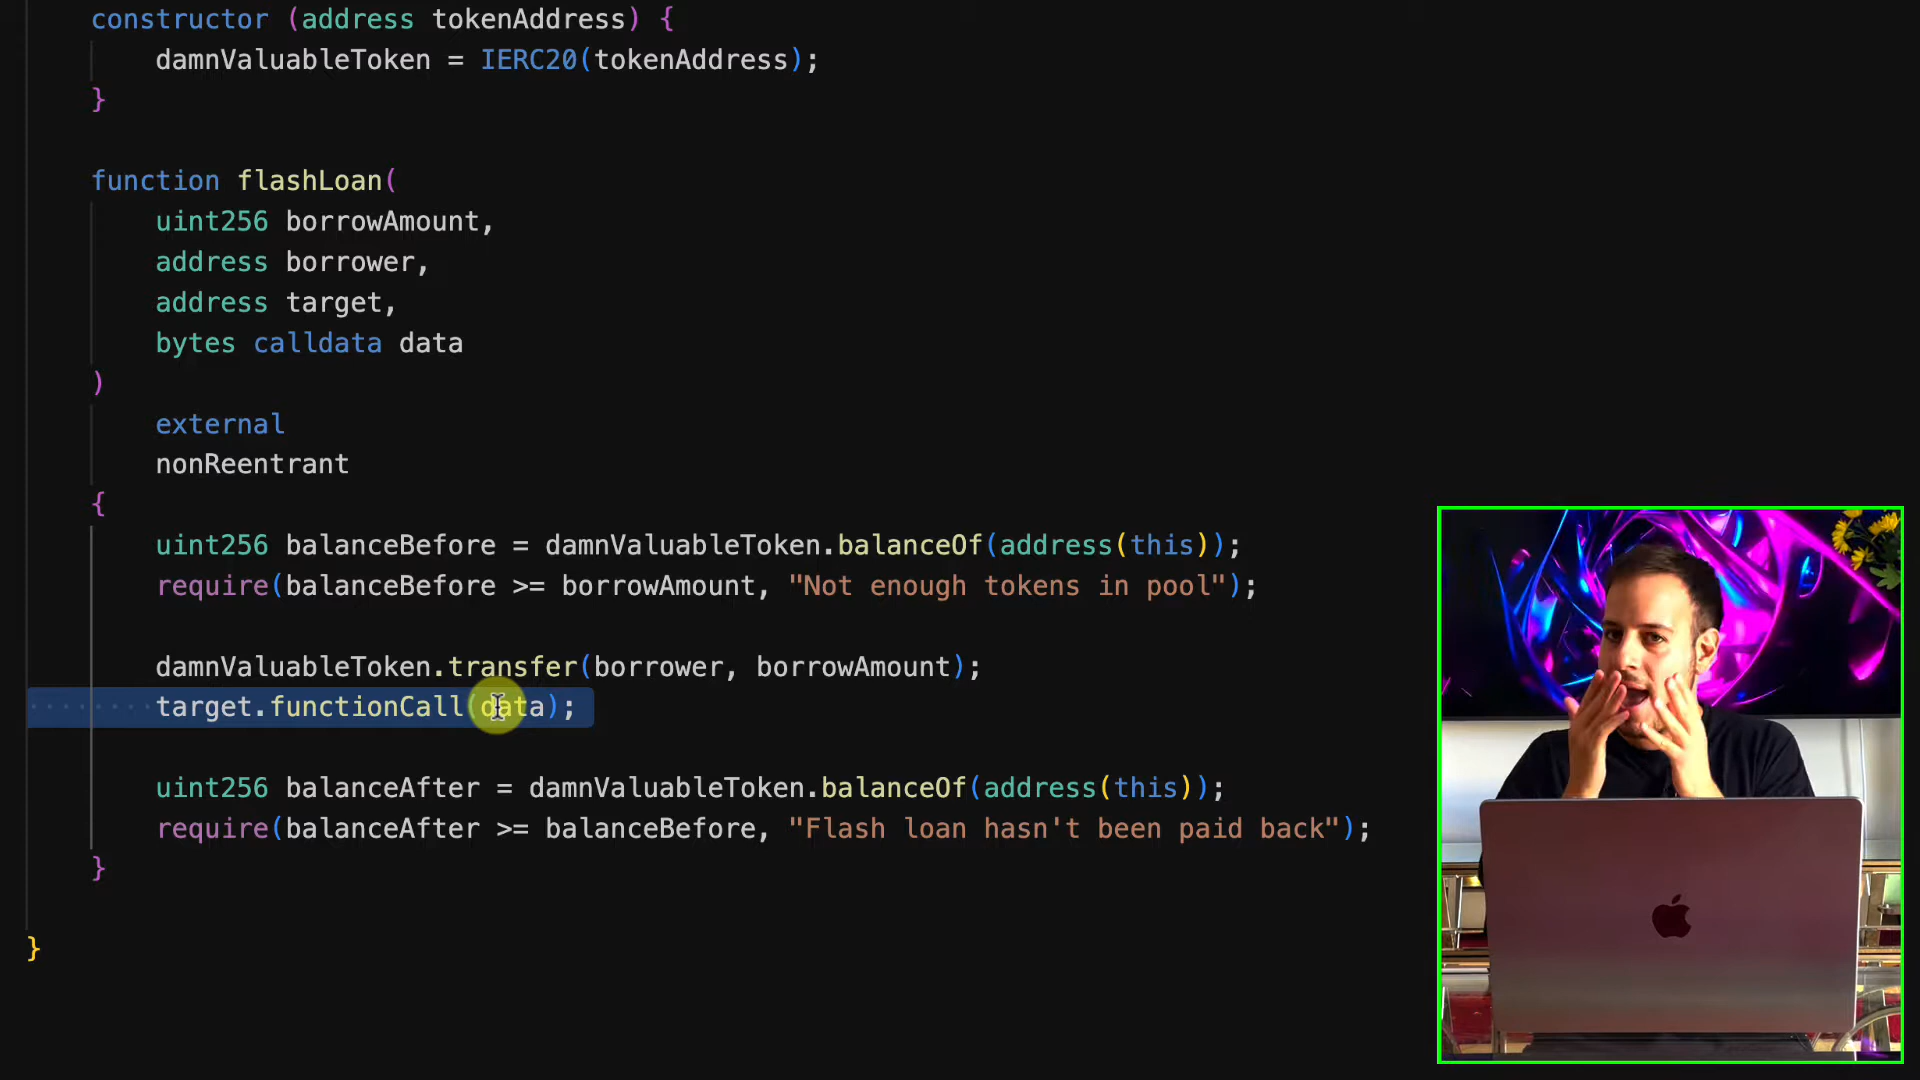 constructor (address tokenAddress) {
damnValuableToken = IERC20(tokenAddress);
}
function flashLoan(
uint256 borrowAmount,
address borrower,
address target,
bytes calldata data
)
external
nonReentrant
{
uint256 balanceBefore = damnValuableToken.balanceOf(address(this));
require(balanceBefore >= borrowAmount, "Not enough tokens in pool");
damnValuableToken.transfer(borrower, borrowAmount);
target.functionCall(data);
uint256 balanceAfter = damnValuableToken.balanceOf(address(this));
require(balanceAfter >= balanceBefore, "Flash loan hasn't been paid back");
}
}